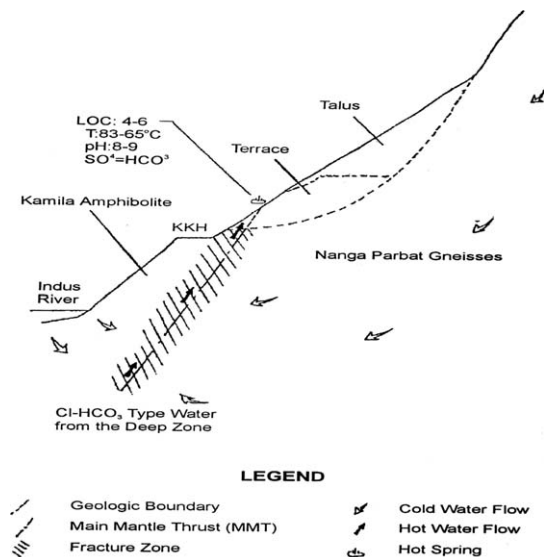 Talus
LOC: 4-6
T:83-65°C
pH:8-9
SO⁴=HCO³
Terrace
Kamila Amphibolite
KKH
Nanga Parbat Gneisses
Indus
River
Cl-HCO₃ Type Water
from the Deep Zone
LEGEND
Geologic Boundary
Main Mantle Thrust (MMT)
Fracture Zone
Cold Water Flow
Hot Water Flow
Hot Spring